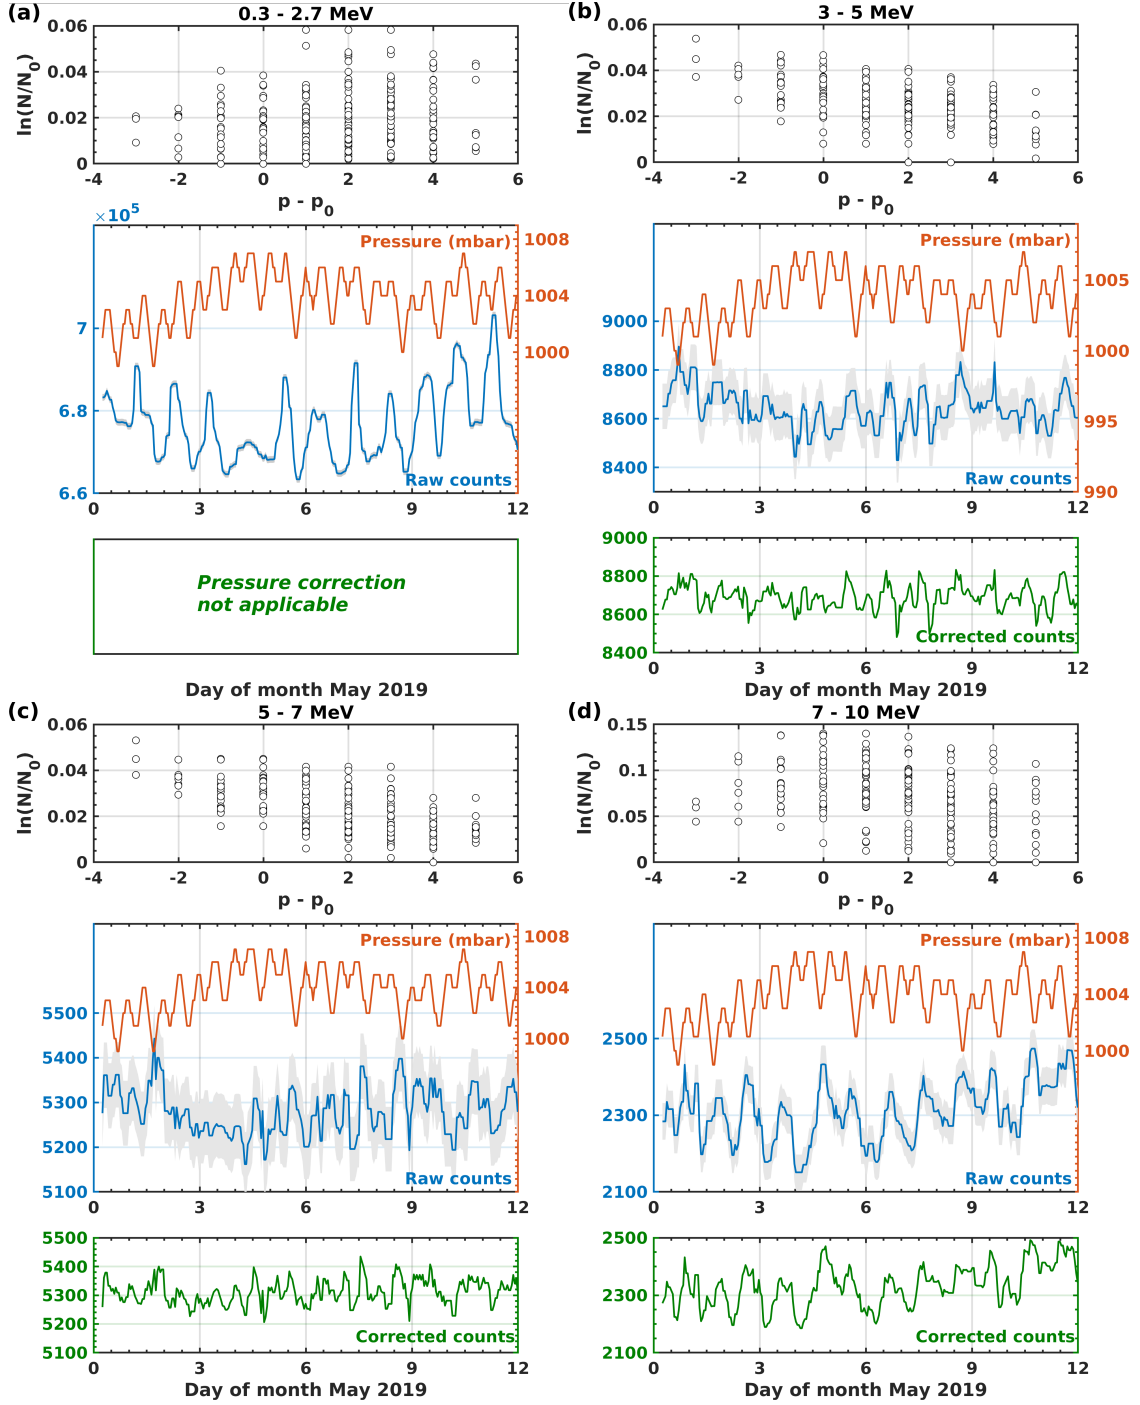 (a)
0.3 - 2.7 MeV
ln(N/N0)
0.06
0.04
0.02
0
-4 -2 0 2 4 6
p - p0
×10^5
Pressure (mbar)
7
6.8
6.6
1008
1004
1000
Raw counts
0 3 6 9 12
Pressure correction
not applicable
Day of month May 2019
(b)
3 - 5 MeV
ln(N/N0)
0.06
0.04
0.02
0
-4 -2 0 2 4 6
p - p0
Pressure (mbar)
9000
8800
8600
8400
1005
1000
995
990
Raw counts
0 3 6 9 12
9000
8800
8600
8400
Corrected counts
0 3 6 9 12
Day of month May 2019
(c)
5 - 7 MeV
ln(N/N0)
0.06
0.04
0.02
0
-4 -2 0 2 4 6
p - p0
Pressure (mbar)
5500
5400
5300
5200
5100
1008
1004
1000
Raw counts
0 3 6 9 12
5500
5400
5300
5200
5100
Corrected counts
0 3 6 9 12
Day of month May 2019
(d)
7 - 10 MeV
ln(N/N0)
0.15
0.1
0.05
0
-4 -2 0 2 4 6
p - p0
Pressure (mbar)
2500
2300
2100
1008
1004
1000
Raw counts
0 3 6 9 12
2500
2300
2100
Corrected counts
0 3 6 9 12
Day of month May 2019